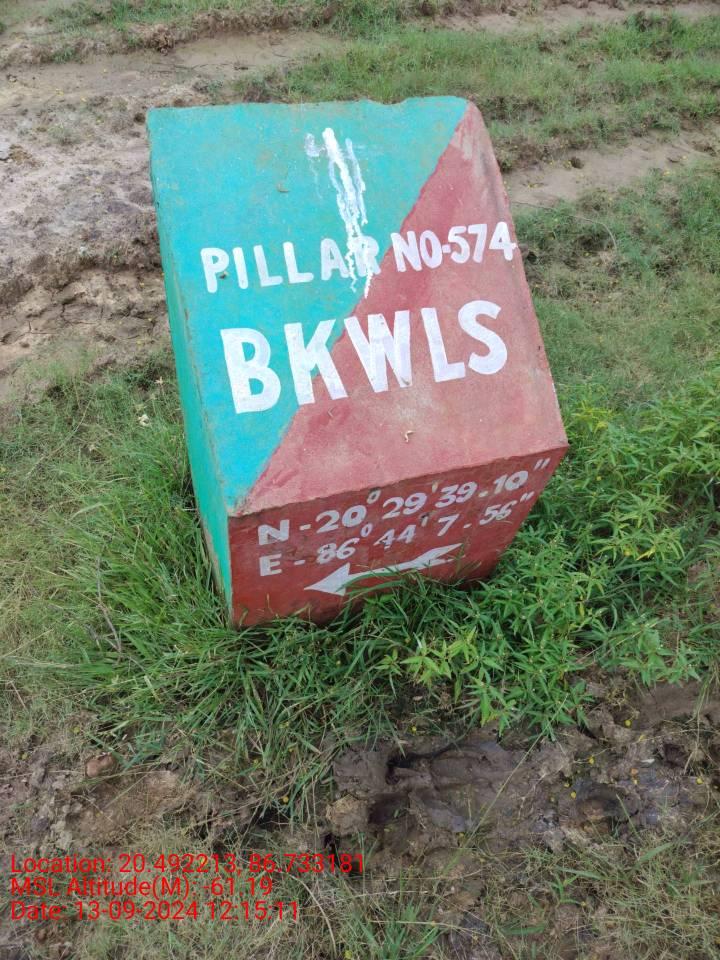 PILLAR NO-574
BKWLS
N-20° 29' 39.10"
E-86° 44' 7-56"
Location: 20.492213, 86.733181
MSL Altitude(M): -61.19
Date: 13-09-2024 12:15:11